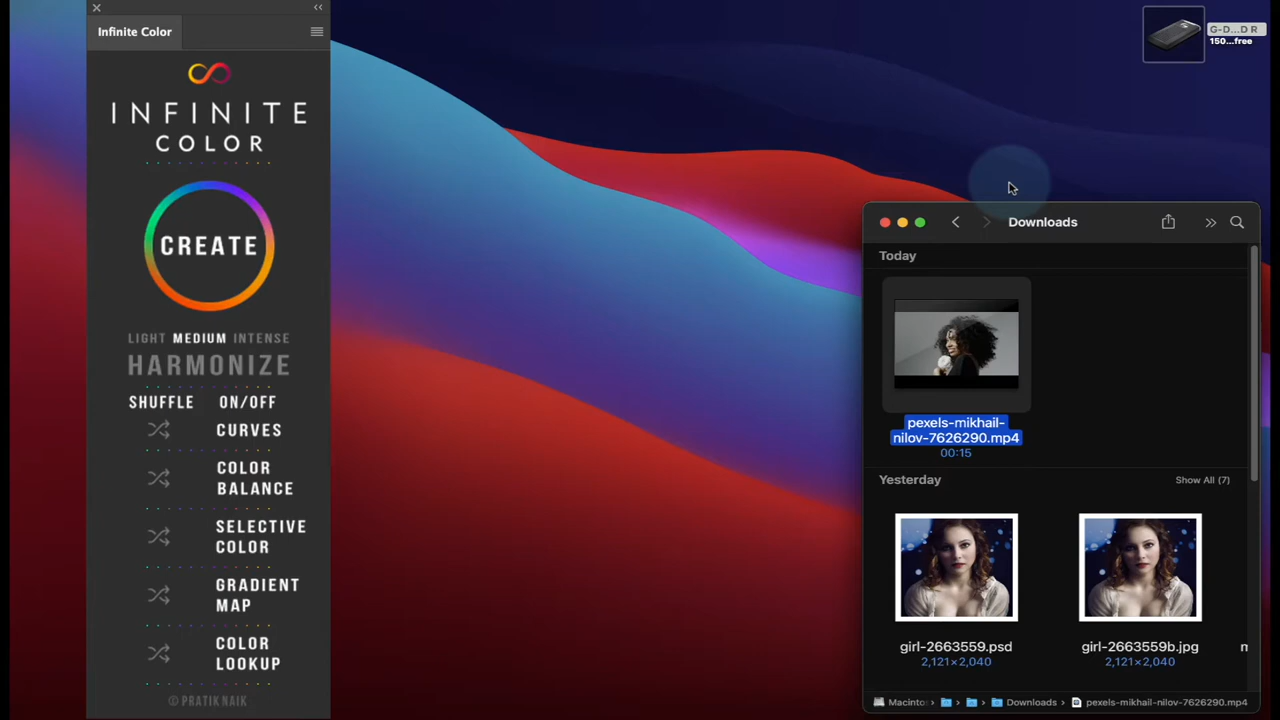 Infinite Color
INFINITE
COLOR
CREATE
LIGHT MEDIUM INTENSE
HARMONIZE
SHUFFLE ON/OFF
CURVES
COLOR
BALANCE
SELECTIVE
COLOR
GRADIENT
MAP
COLOR
LOOKUP
© PRATIK NAIK
G-D...D R
150...free
Downloads
Today
pexels-mikhail-
nilov-7626290.mp4
00:15
Yesterday
Show All (7)
girl-2663559.psd
2,121×2,040
girl-2663559b.jpg
2,121×2,040
m
Macinto
Downloads
pexels-mikhail-nilov-7626290.mp4